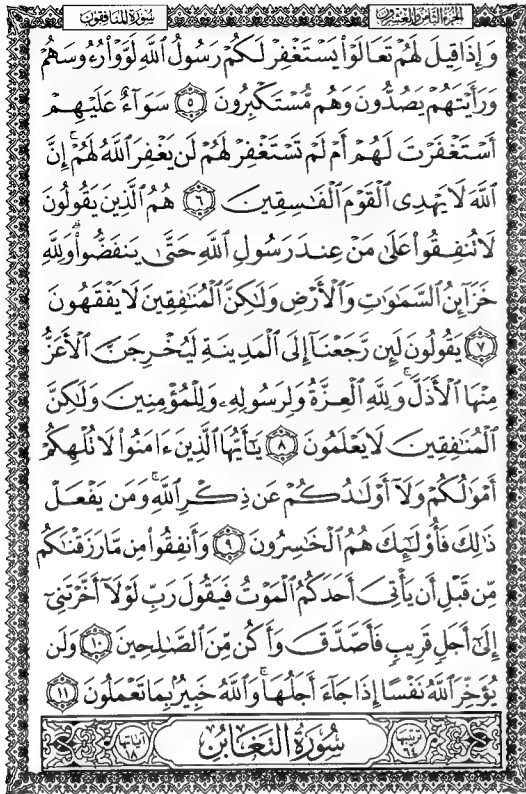 سورة المنافقون
الجزء الثامن والعشرون
وَإِذَا قِيلَ لَهُمْ تَعَالَوْا۟ يَسْتَغْفِرْ لَكُمْ رَسُولُ ٱللَّهِ لَوَّوْا۟ رُءُوسَهُمْ
وَرَأَيْتَهُمْ يَصُدُّونَ وَهُم مُّسْتَكْبِرُونَ ٥ سَوَآءٌ عَلَيْهِمْ
أَسْتَغْفَرْتَ لَهُمْ أَمْ لَمْ تَسْتَغْفِرْ لَهُمْ لَن يَغْفِرَ ٱللَّهُ لَهُمْ ۚ إِنَّ
ٱللَّهَ لَا يَهْدِى ٱلْقَوْمَ ٱلْفَـٰسِقِينَ ٦ هُمُ ٱلَّذِينَ يَقُولُونَ
لَا تُنفِقُوا۟ عَلَىٰ مَنْ عِندَ رَسُولِ ٱللَّهِ حَتَّىٰ يَنفَضُّوا۟ ۗ وَلِلَّهِ
خَزَآئِنُ ٱلسَّمَـٰوَٰتِ وَٱلْأَرْضِ وَلَـٰكِنَّ ٱلْمُنَـٰفِقِينَ لَا يَفْقَهُونَ
٧ يَقُولُونَ لَئِن رَّجَعْنَآ إِلَى ٱلْمَدِينَةِ لَيُخْرِجَنَّ ٱلْأَعَزُّ
مِنْهَا ٱلْأَذَلَّ ۚ وَلِلَّهِ ٱلْعِزَّةُ وَلِرَسُولِهِۦ وَلِلْمُؤْمِنِينَ وَلَـٰكِنَّ
ٱلْمُنَـٰفِقِينَ لَا يَعْلَمُونَ ٨ يَـٰٓأَيُّهَا ٱلَّذِينَ ءَامَنُوا۟ لَا تُلْهِكُمْ
أَمْوَٰلُكُمْ وَلَآ أَوْلَـٰدُكُمْ عَن ذِكْرِ ٱللَّهِ ۚ وَمَن يَفْعَلْ
ذَٰلِكَ فَأُو۟لَـٰٓئِكَ هُمُ ٱلْخَـٰسِرُونَ ٩ وَأَنفِقُوا۟ مِن مَّا رَزَقْنَـٰكُم
مِّن قَبْلِ أَن يَأْتِىَ أَحَدَكُمُ ٱلْمَوْتُ فَيَقُولَ رَبِّ لَوْلَآ أَخَّرْتَنِىٓ
إِلَىٰٓ أَجَلٍ قَرِيبٍ فَأَصَّدَّقَ وَأَكُن مِّنَ ٱلصَّـٰلِحِينَ ١٠ وَلَن
يُؤَخِّرَ ٱللَّهُ نَفْسًا إِذَا جَآءَ أَجَلُهَا ۚ وَٱللَّهُ خَبِيرٌۢ بِمَا تَعْمَلُونَ ١١
ترتيبها ٦٤ سُورَةُ التَّغَابُنِ آياتها ١٨